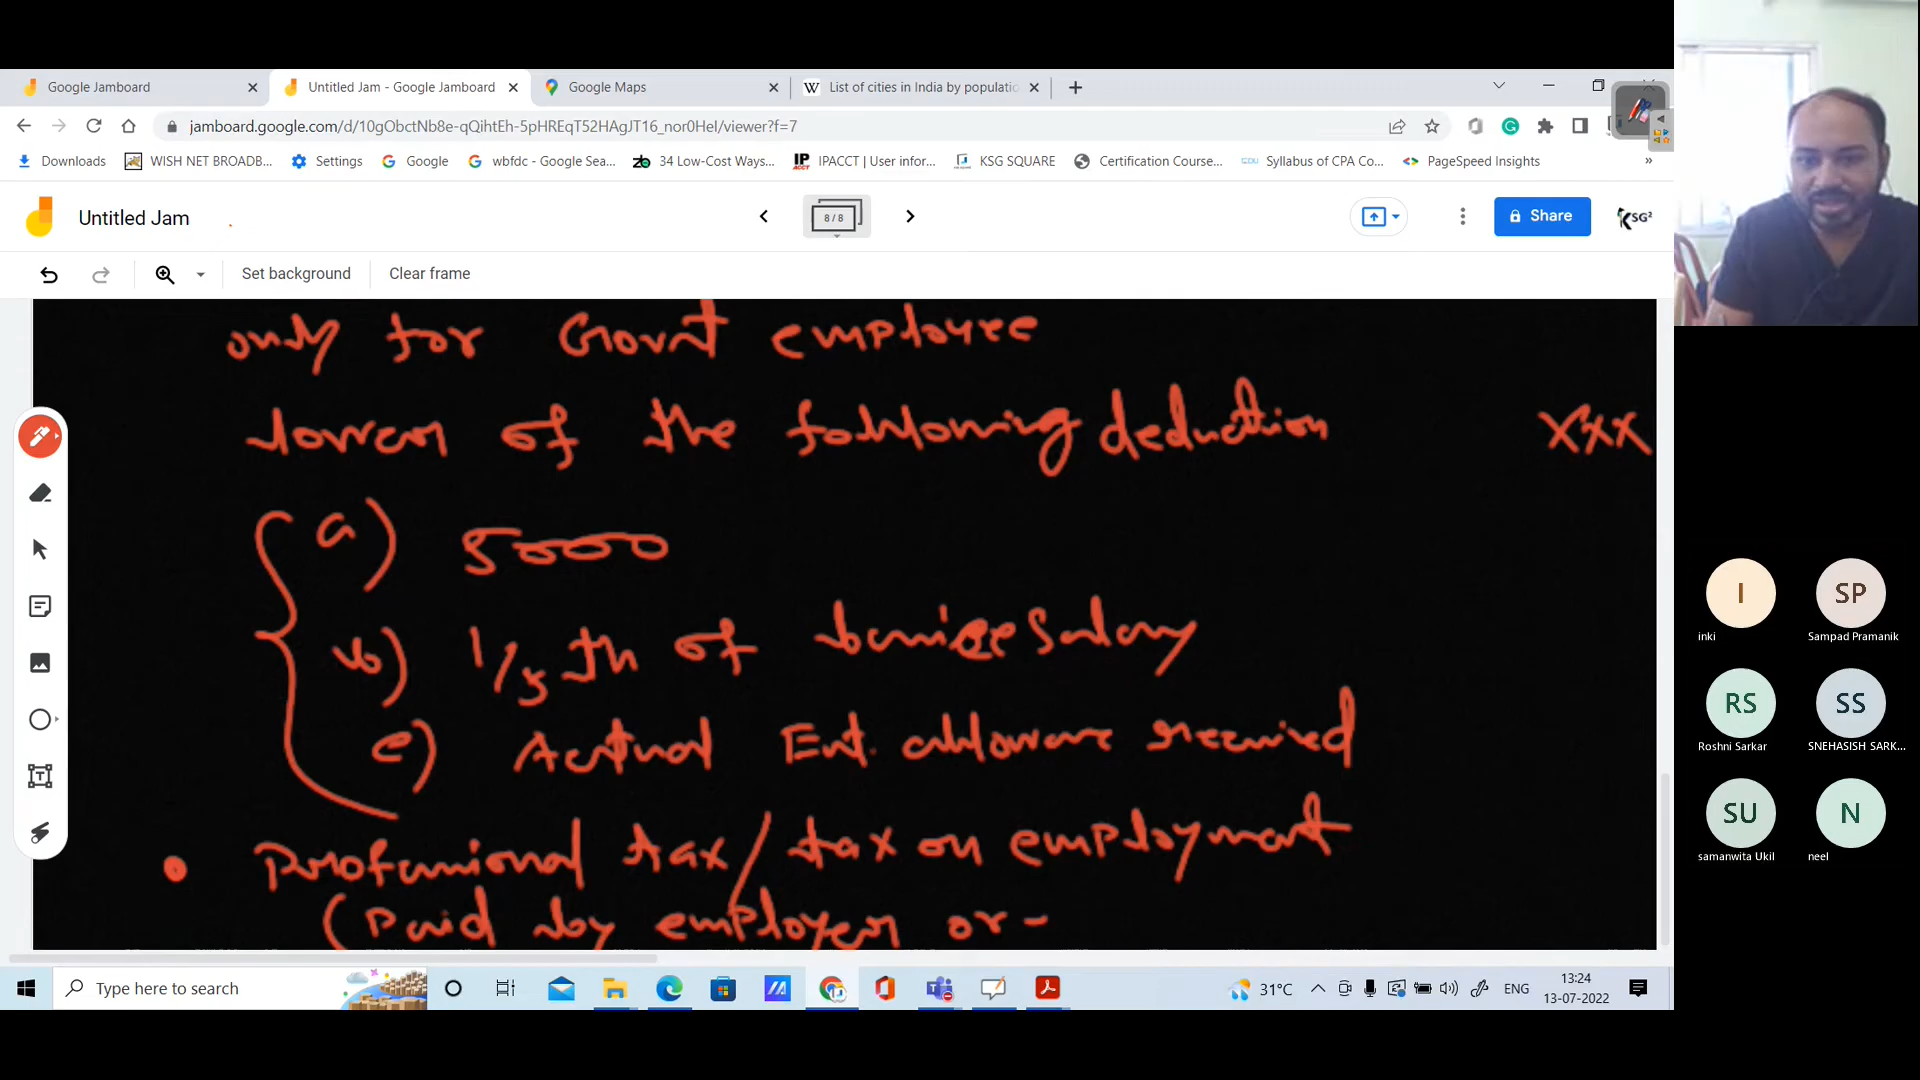 Google Jamboard
Untitled Jam - Google Jamboard
Google Maps
W List of cities in India by populatio
jamboard.google.com/d/10gObctNb8e-qQihtEh-5pHREqT52HAgJT16_nor0HeI/viewer?f=7
Downloads
WISH NET BROADB...
Settings
Google
wbfdc - Google Sea...
34 Low-Cost Ways...
IPACCT | User infor...
KSG SQUARE
Certification Course...
Syllabus of CPA Co...
PageSpeed Insights
»
Untitled Jam
8 / 8
Share
KSG²
Set background
Clear frame
only for Govnt employee
lower of the following deduction xxx
a) 5000
b) 1/5 th of basic salary
c) Actual Ent. allowance received
• Professional tax / tax on employment
(Paid by employer or -
I
inki
SP
Sampad Pramanik
RS
Roshni Sarkar
SS
SNEHASISH SARK...
SU
samanwita Ukil
N
neel
Type here to search
31°C
ENG
13:24
13-07-2022